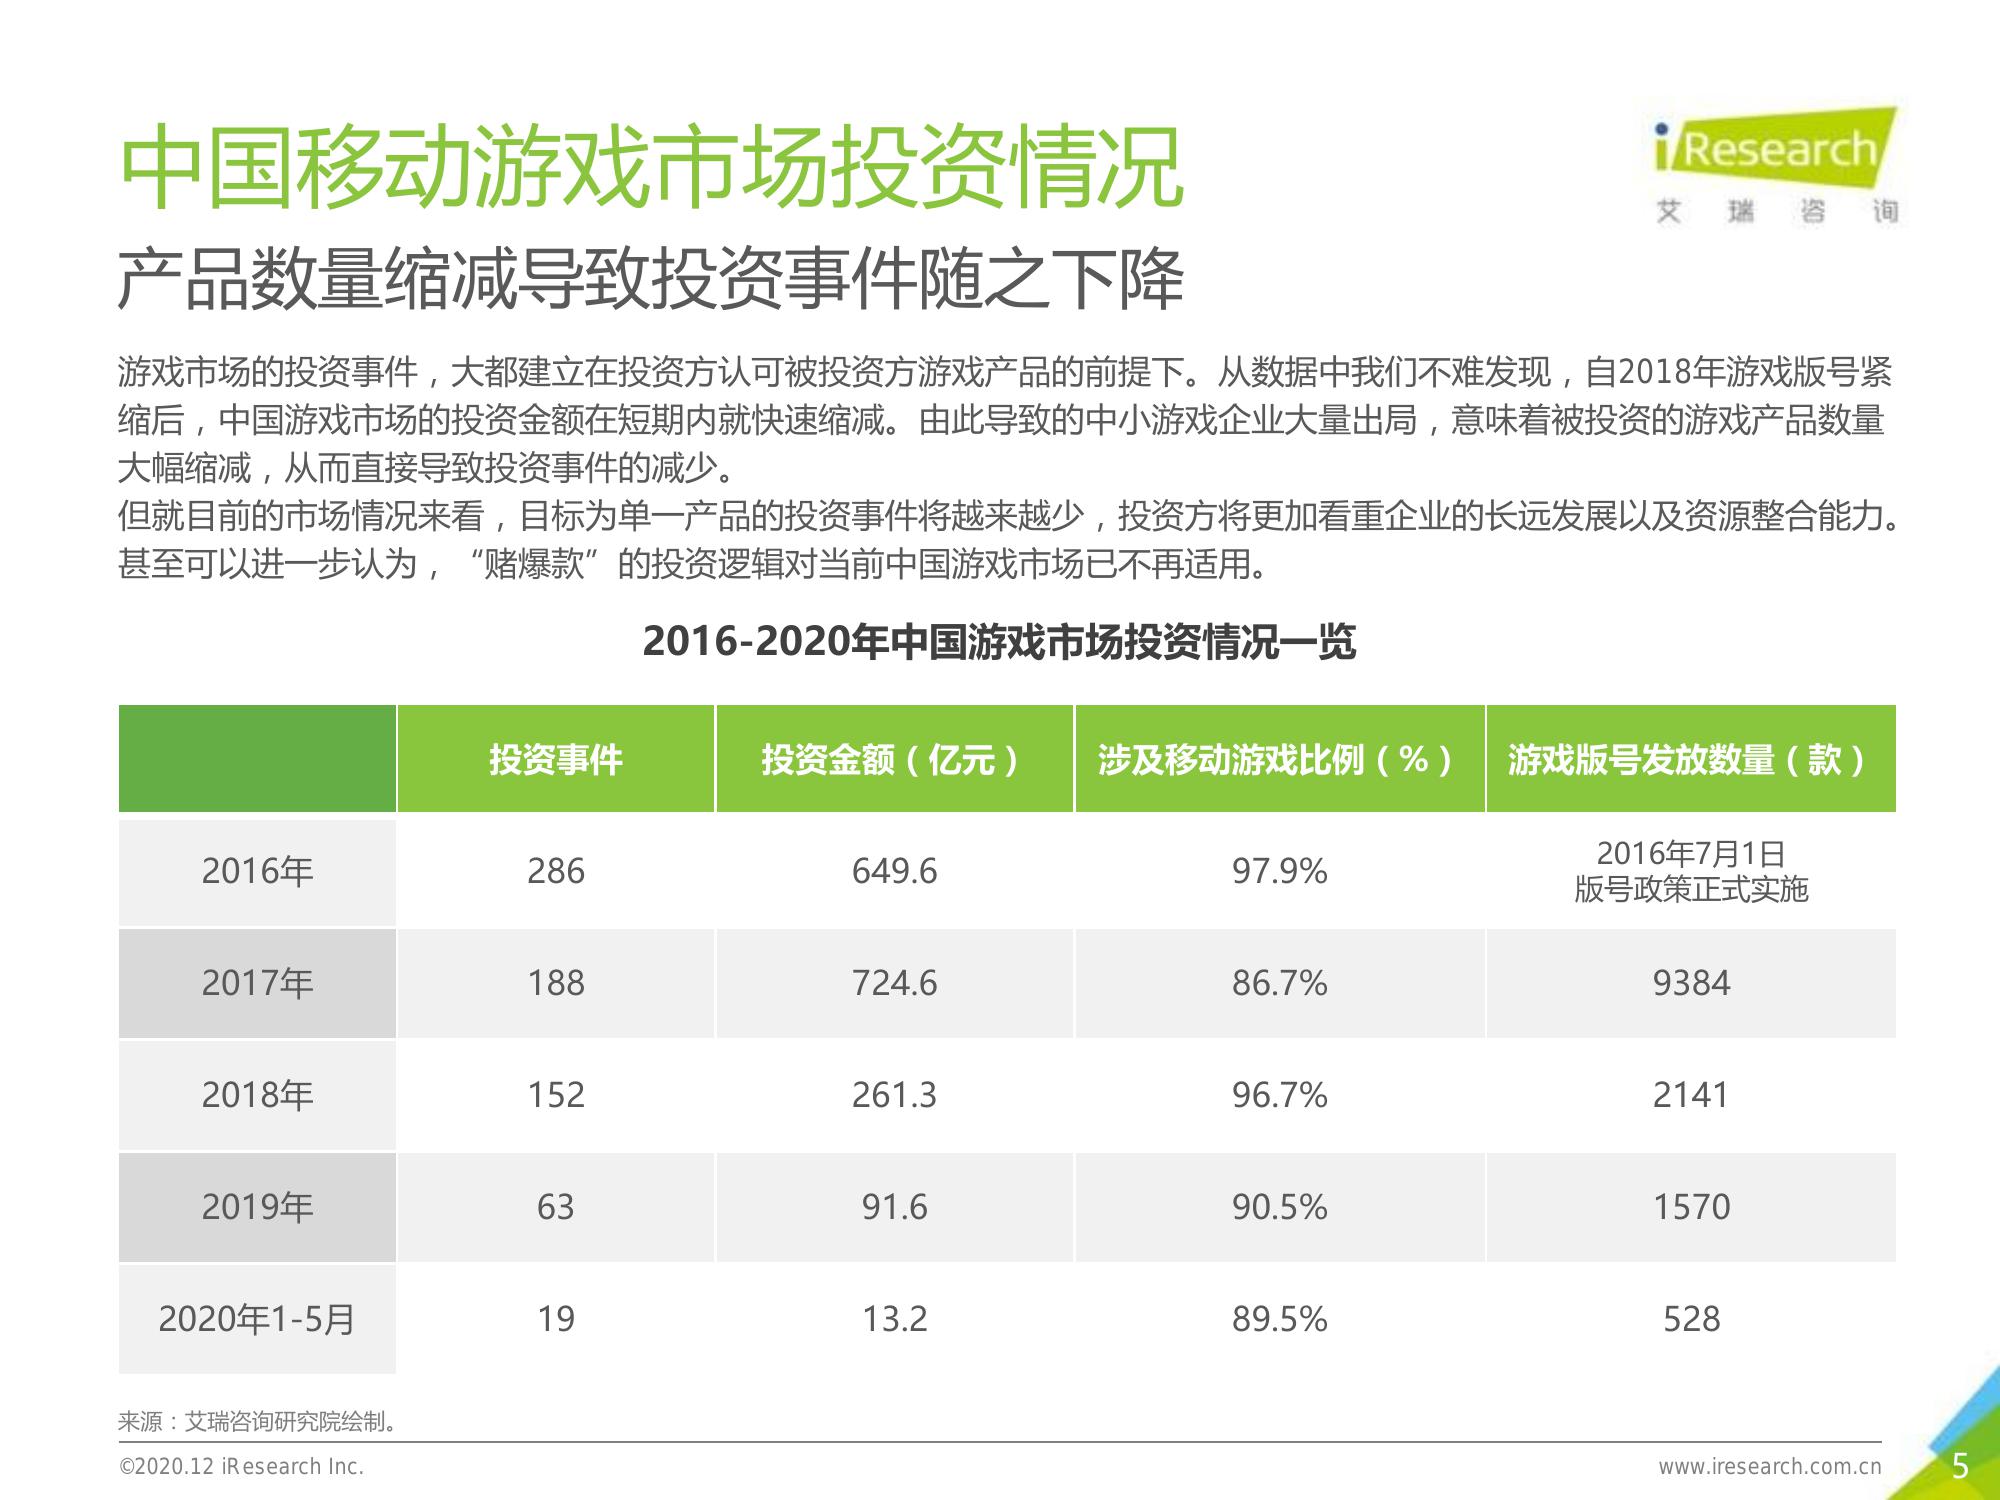 中国移动游戏市场投资情况
iResearch
艾瑞咨询
产品数量缩减导致投资事件随之下降
游戏市场的投资事件，大都建立在投资方认可被投资方游戏产品的前提下。从数据中我们不难发现，自2018年游戏版号紧
缩后，中国游戏市场的投资金额在短期内就快速缩减。由此导致的中小游戏企业大量出局，意味着被投资的游戏产品数量
大幅缩减，从而直接导致投资事件的减少。
但就目前的市场情况来看，目标为单一产品的投资事件将越来越少，投资方将更加看重企业的长远发展以及资源整合能力。
甚至可以进一步认为，“赌爆款”的投资逻辑对当前中国游戏市场已不再适用。
2016-2020年中国游戏市场投资情况一览
投资事件 投资金额（亿元） 涉及移动游戏比例（%） 游戏版号发放数量（款）
2016年 286 649.6 97.9% 2016年7月1日
版号政策正式实施
2017年 188 724.6 86.7% 9384
2018年 152 261.3 96.7% 2141
2019年 63 91.6 90.5% 1570
2020年1-5月 19 13.2 89.5% 528
来源：艾瑞咨询研究院绘制。
©2020.12 iResearch Inc. www.iresearch.com.cn 5